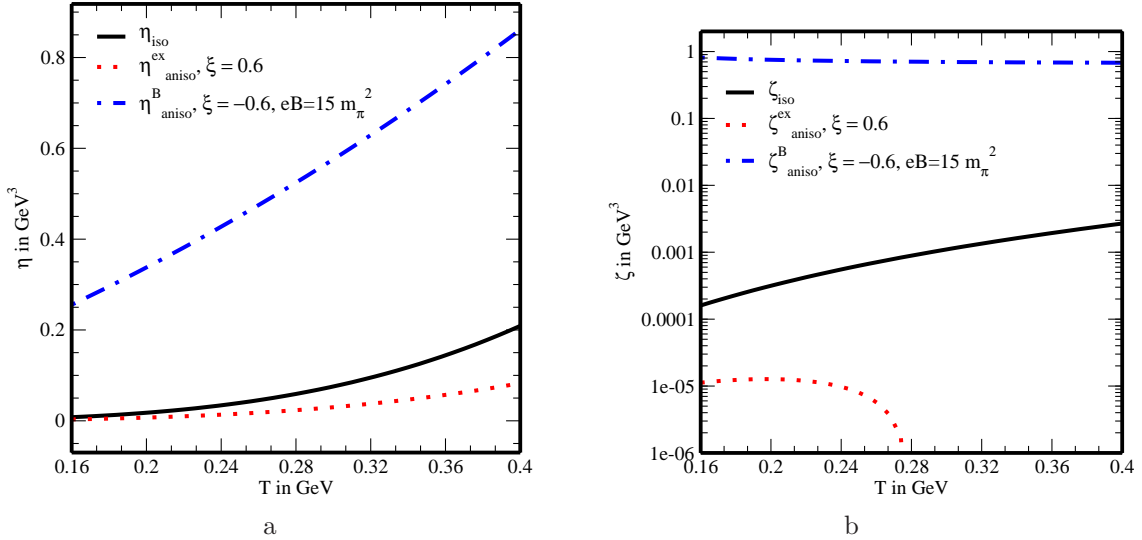 η_iso
η^ex_aniso, ξ = 0.6
η^B_aniso, ξ = −0.6, eB=15 m_π^2
0.8
0.6
0.4
0.2
0
η in GeV^3
0.16 0.2 0.24 0.28 0.32 0.36 0.4
T in GeV
a
ζ_iso
ζ^ex_aniso, ξ = 0.6
ζ^B_aniso, ξ = −0.6, eB=15 m_π^2
1
0.1
0.01
0.001
0.0001
1e-05
1e-06
ζ in GeV^3
0.16 0.2 0.24 0.28 0.32 0.36 0.4
T in GeV
b